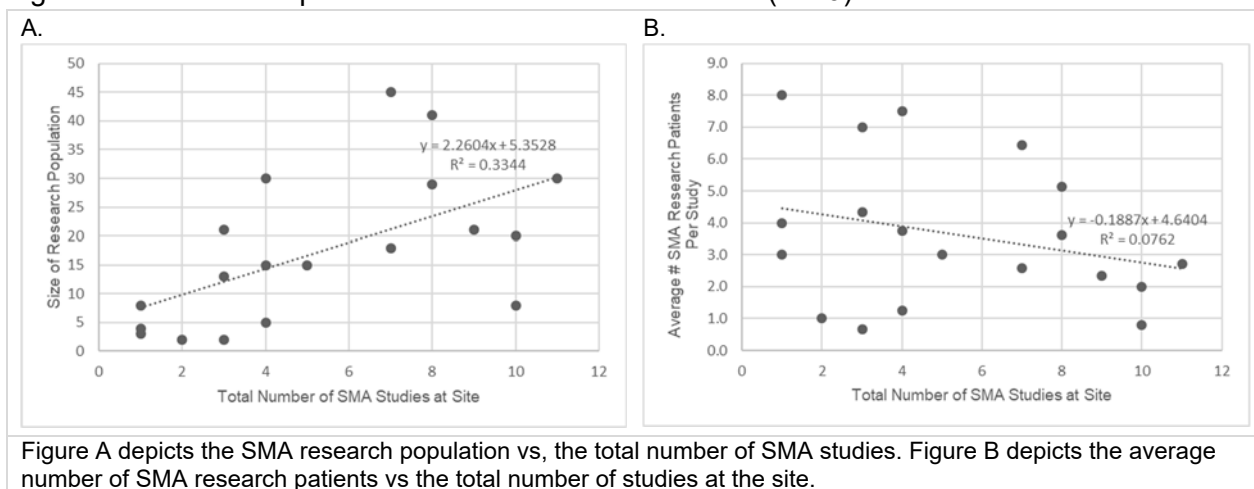 A.
B.
50
45
40
35
30
25
20
15
10
5
0
Size of Research Population
y = 2.2604x+5.3528
R² = 0.3344
0 2 4 6 8 10 12
Total Number of SMA Studies at Site
9.0
8.0
7.0
6.0
5.0
4.0
3.0
2.0
1.0
0.0
Average # SMA Research Patients
Per Study
y = -0.1887x+4.6404
R² = 0.0762
0 2 4 6 8 10 12
Total Number of SMA Studies at Site
Figure A depicts the SMA research population vs, the total number of SMA studies. Figure B depicts the average
number of SMA research patients vs the total number of studies at the site.